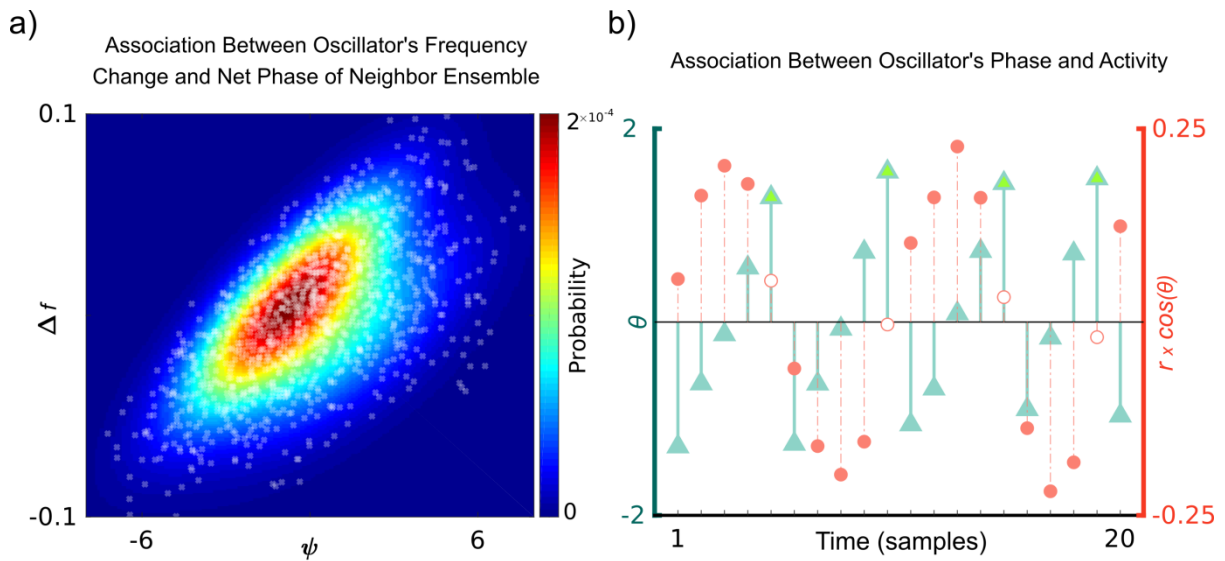 a)
Association Between Oscillator's Frequency
Change and Net Phase of Neighbor Ensemble
0.1
Δ f
-0.1
-6
ψ
6
2×10⁻⁴
Probability
0
b)
Association Between Oscillator's Phase and Activity
2
θ
-2
1
Time (samples)
20
0.25
r x cos(θ)
-0.25